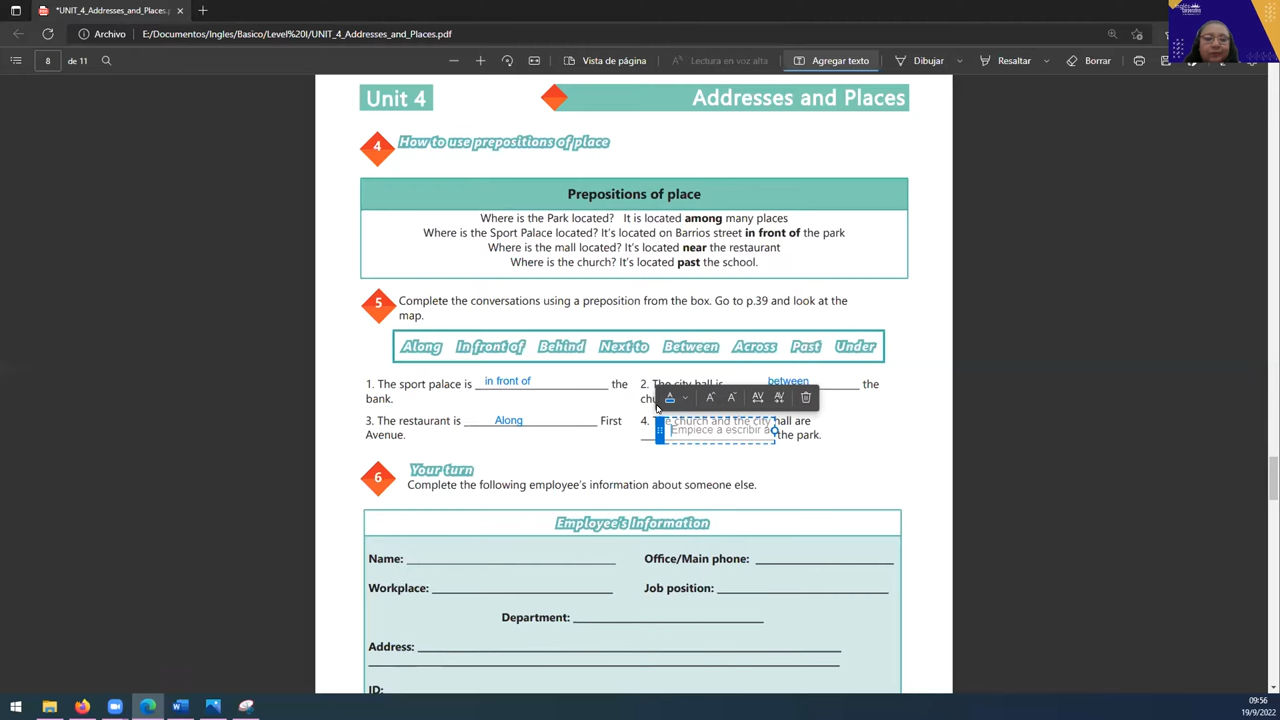 *UNIT_4_Addresses_and_Places.
Archivo
E:/Documentos/Ingles/Basico/Level%20I/UNIT_4_Addresses_and_Places.pdf
8 de 11
Vista de página
Lectura en voz alta
Agregar texto
Dibujar
Resaltar
Borrar
Unit 4
Addresses and Places
4 How to use prepositions of place
Prepositions of place
Where is the Park located? It is located among many places
Where is the Sport Palace located? It's located on Barrios street in front of the park
Where is the mall located? It's located near the restaurant
Where is the church? It's located past the school.
5 Complete the conversations using a preposition from the box. Go to p.39 and look at the
map.
Along In front of Behind Next to Between Across Past Under
1. The sport palace is in front of the
bank.
2. The city hall is between the
3. The restaurant is Along First
Avenue.
4. The church and the city hall are
Empiece a escribir a
the park.
6 Your turn
Complete the following employee's information about someone else.
Employee's Information
Name:
Office/Main phone:
Workplace:
Job position:
Department:
Address:
ID:
09:56
19/9/2022